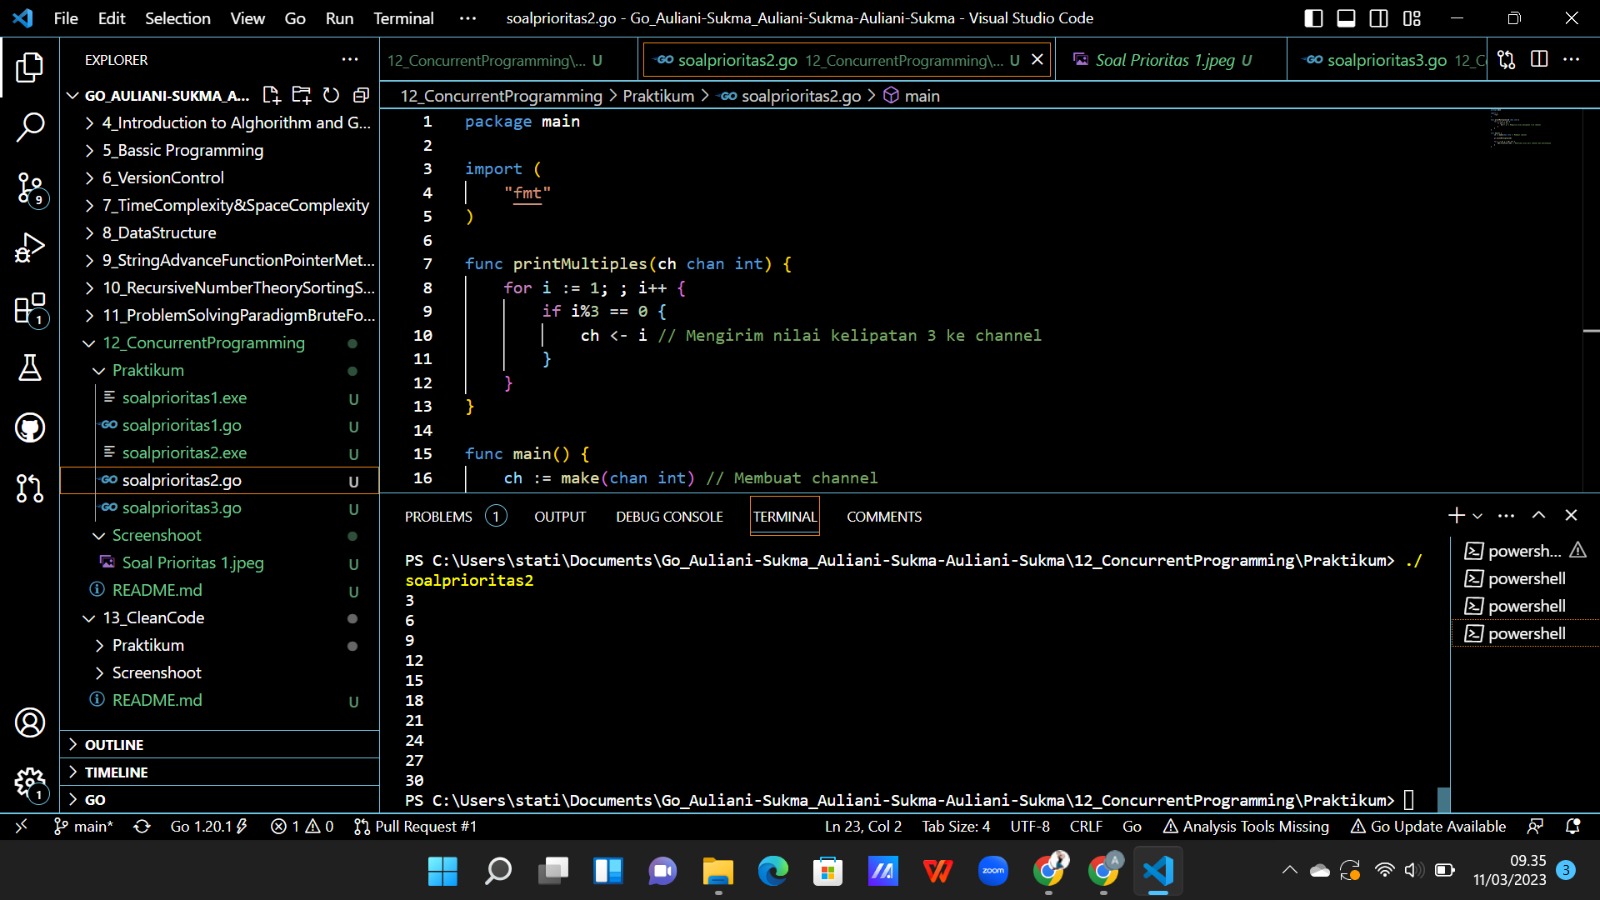 File Edit Selection View Go Run Terminal ··· soalprioritas2.go - Go_Auliani-Sukma_Auliani-Sukma-Auliani-Sukma - Visual Studio Code
EXPLORER ···
GO_AULIANI-SUKMA_A...
4_Introduction to Alghorithm and G...
5_Bassic Programming
6_VersionControl
7_TimeComplexity&SpaceComplexity
8_DataStructure
9_StringAdvanceFunctionPointerMet...
10_RecursiveNumberTheorySortingS...
11_ProblemSolvingParadigmBruteFo...
12_ConcurrentProgramming
Praktikum
soalprioritas1.exe U
soalprioritas1.go U
soalprioritas2.exe U
soalprioritas2.go U
soalprioritas3.go U
Screenshoot
Soal Prioritas 1.jpeg U
README.md U
13_CleanCode
Praktikum
Screenshoot
README.md U
OUTLINE
TIMELINE
GO
9
1
1
12_ConcurrentProgramming\... U GO soalprioritas2.go 12_ConcurrentProgramming\... U Soal Prioritas 1.jpeg U GO soalprioritas3.go 12_C
12_ConcurrentProgramming > Praktikum > GO soalprioritas2.go > main
1 package main
2
3 import (
4 "fmt"
5 )
6
7 func printMultiples(ch chan int) {
8 for i := 1; ; i++ {
9 if i%3 == 0 {
10 ch <- i // Mengirim nilai kelipatan 3 ke channel
11 }
12 }
13 }
14
15 func main() {
16 ch := make(chan int) // Membuat channel
PROBLEMS 1 OUTPUT DEBUG CONSOLE TERMINAL COMMENTS
PS C:\Users\stati\Documents\Go_Auliani-Sukma_Auliani-Sukma-Auliani-Sukma\12_ConcurrentProgramming\Praktikum> ./
soalprioritas2
3
6
9
12
15
18
21
24
27
30
PS C:\Users\stati\Documents\Go_Auliani-Sukma_Auliani-Sukma-Auliani-Sukma\12_ConcurrentProgramming\Praktikum>
powersh...
powershell
powershell
powershell
main* Go 1.20.1 1 0 Pull Request #1 Ln 23, Col 2 Tab Size: 4 UTF-8 CRLF Go Analysis Tools Missing Go Update Available
zoom
A
09.35
11/03/2023
3